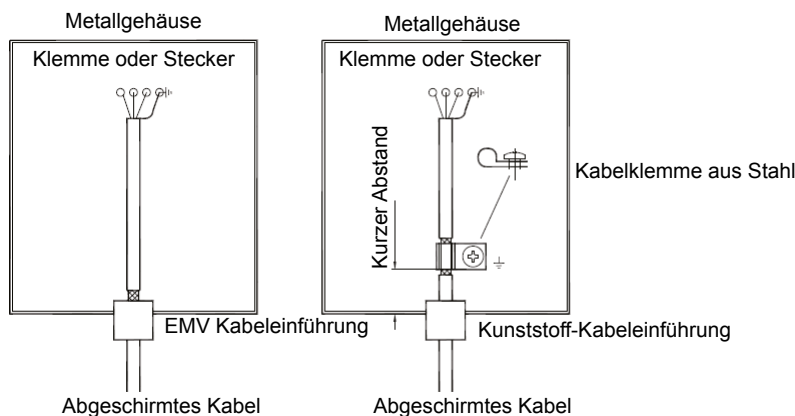 Metallgehäuse
Klemme oder Stecker
EMV Kabeleinführung
Abgeschirmtes Kabel
Metallgehäuse
Klemme oder Stecker
Kurzer Abstand
Kabelklemme aus Stahl
Kunststoff-Kabeleinführung
Abgeschirmtes Kabel